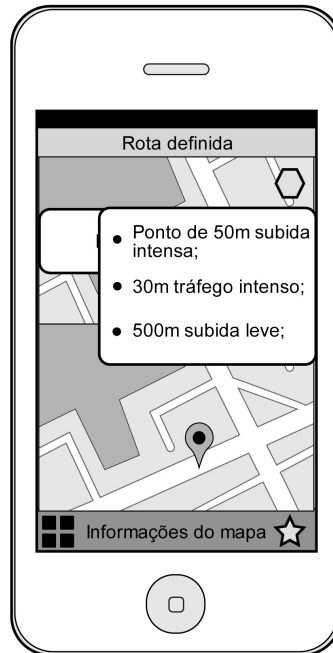 Rota definida
• Ponto de 50m subida
intensa;
• 30m tráfego intenso;
• 500m subida leve;
Informações do mapa